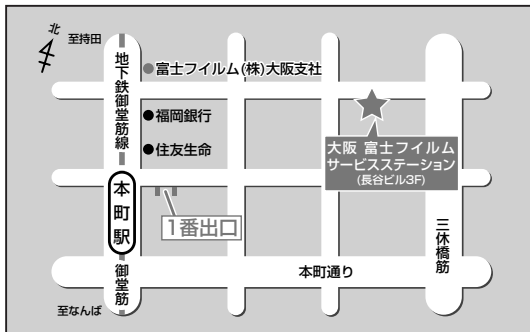 北
至持田
地下鉄御堂筋線
富士フイルム(株)大阪支社
福岡銀行
住友生命
大阪 富士フイルム
サービスステーション
(長谷ビル3F)
本町駅
1番出口
三休橋筋
御堂筋
本町通り
至なんば